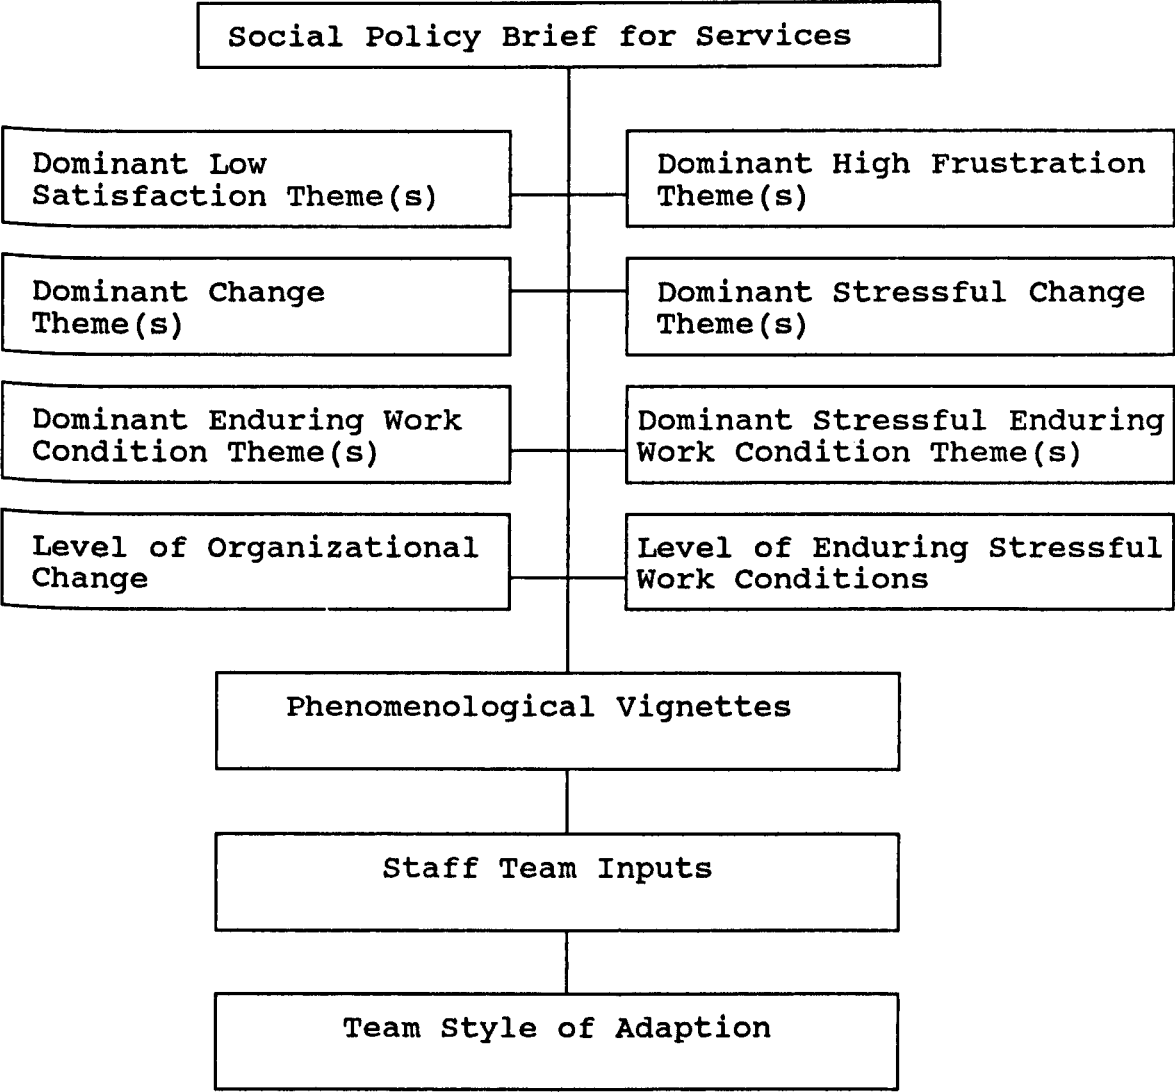 Social Policy Brief for Services
Dominant Low
Satisfaction Theme(s)
Dominant High Frustration
Theme(s)
Dominant Change
Theme(s)
Dominant Stressful Change
Theme(s)
Dominant Enduring Work
Condition Theme(s)
Dominant Stressful Enduring
Work Condition Theme(s)
Level of Organizational
Change
Level of Enduring Stressful
Work Conditions
Phenomenological Vignettes
Staff Team Inputs
Team Style of Adaption